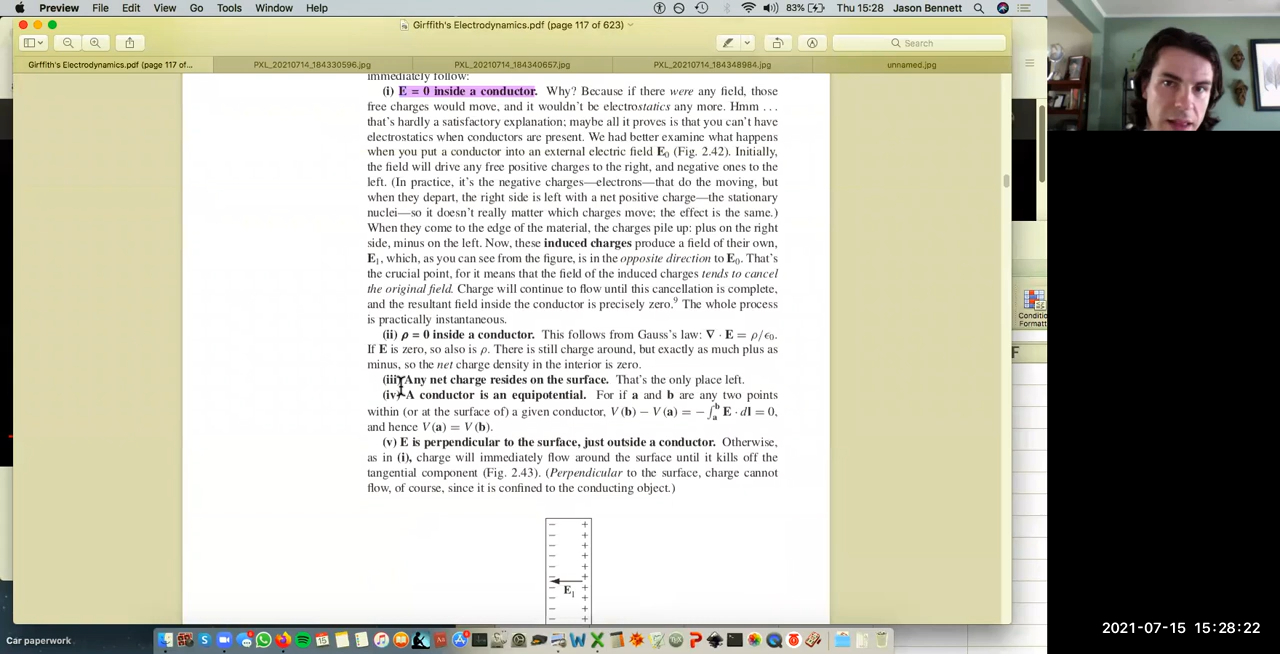 Preview File Edit View Go Tools Window Help
83% Thu 15:28 Jason Bennett
Griffith's Electrodynamics.pdf (page 117 of 623)
Search
Griffith's Electrodynamics.pdf (page 117 of...
PXL_20210714_184330596.jpg
PXL_20210714_184340657.jpg
PXL_20210714_184348984.jpg
unnamed.jpg
immediately follow:
(i) E = 0 inside a conductor. Why? Because if there were any field, those
free charges would move, and it wouldn't be electrostatics any more. Hmm . . .
that's hardly a satisfactory explanation; maybe all it proves is that you can't have
electrostatics when conductors are present. We had better examine what happens
when you put a conductor into an external electric field E₀ (Fig. 2.42). Initially,
the field will drive any free positive charges to the right, and negative ones to the
left. (In practice, it's the negative charges—electrons—that do the moving, but
when they depart, the right side is left with a net positive charge—the stationary
nuclei—so it doesn't really matter which charges move; the effect is the same.)
When they come to the edge of the material, the charges pile up: plus on the right
side, minus on the left. Now, these induced charges produce a field of their own,
E₁, which, as you can see from the figure, is in the opposite direction to E₀. That's
the crucial point, for it means that the field of the induced charges tends to cancel
the original field. Charge will continue to flow until this cancellation is complete,
and the resultant field inside the conductor is precisely zero.⁹ The whole process
is practically instantaneous.
(ii) ρ = 0 inside a conductor. This follows from Gauss's law: ∇ · E = ρ/ϵ₀.
If E is zero, so also is ρ. There is still charge around, but exactly as much plus as
minus, so the net charge density in the interior is zero.
(iii) Any net charge resides on the surface. That's the only place left.
(iv) A conductor is an equipotential. For if a and b are any two points
within (or at the surface of) a given conductor, V(b) − V(a) = −∫ₐᵇ E · dl = 0,
and hence V(a) = V(b).
(v) E is perpendicular to the surface, just outside a conductor. Otherwise,
as in (i), charge will immediately flow around the surface until it kills off the
tangential component (Fig. 2.43). (Perpendicular to the surface, charge cannot
flow, of course, since it is confined to the conducting object.)
E₁
Conditio
Formatt
F
Car paperwork
2021-07-15 15:28:22